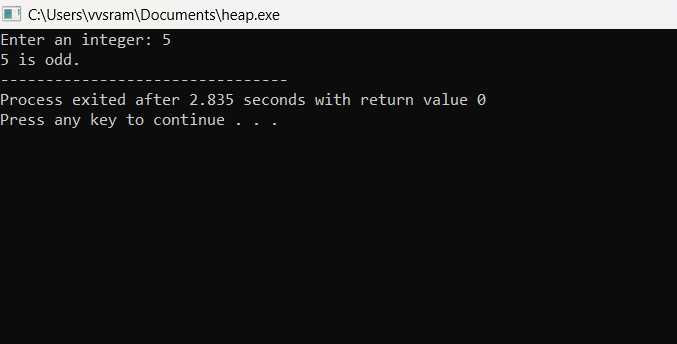 C:\Users\vvsram\Documents\heap.exe
Enter an integer: 5
5 is odd.
--------------------------------
Process exited after 2.835 seconds with return value 0
Press any key to continue . . .